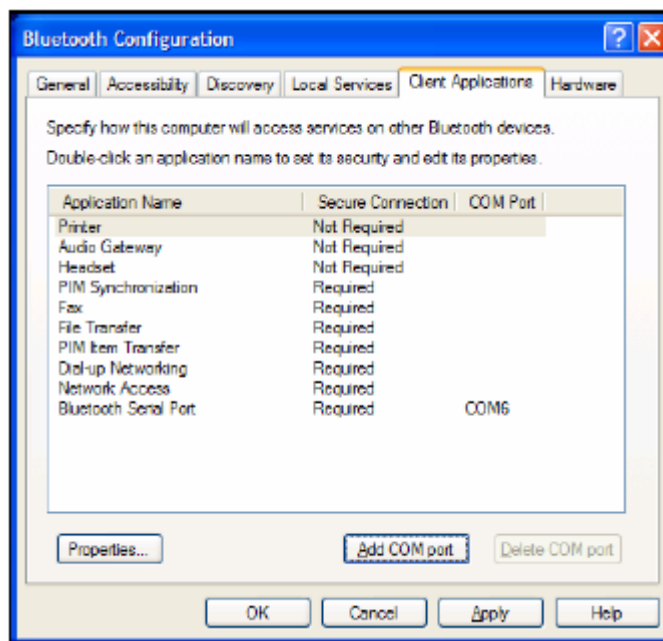 Bluetooth Configuration
General Accessibility Discovery Local Services Client Applications Hardware
Specify how this computer will access services on other Bluetooth devices.
Double-click an application name to set its security and edit its properties.
Application Name Secure Connection COM Port
Printer Not Required
Audio Gateway Not Required
Headset Not Required
PIM Synchronization Required
Fax Required
File Transfer Required
PIM Item Transfer Required
Dial-up Networking Required
Network Access Required
Bluetooth Serial Port Required COM6
Properties... Add COM port Delete COM port
OK Cancel Apply Help